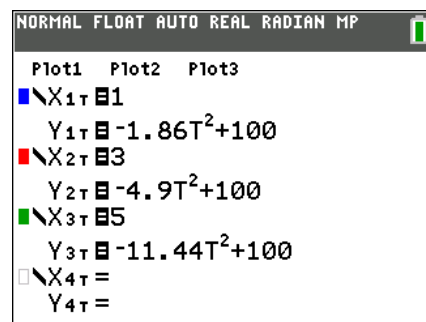 NORMAL FLOAT AUTO REAL RADIAN MP
Plot1 Plot2 Plot3
\X₁ₜ=1
Y₁ₜ=-1.86T²+100
\X₂ₜ=3
Y₂ₜ=-4.9T²+100
\X₃ₜ=5
Y₃ₜ=-11.44T²+100
\X₄ₜ=
Y₄ₜ=